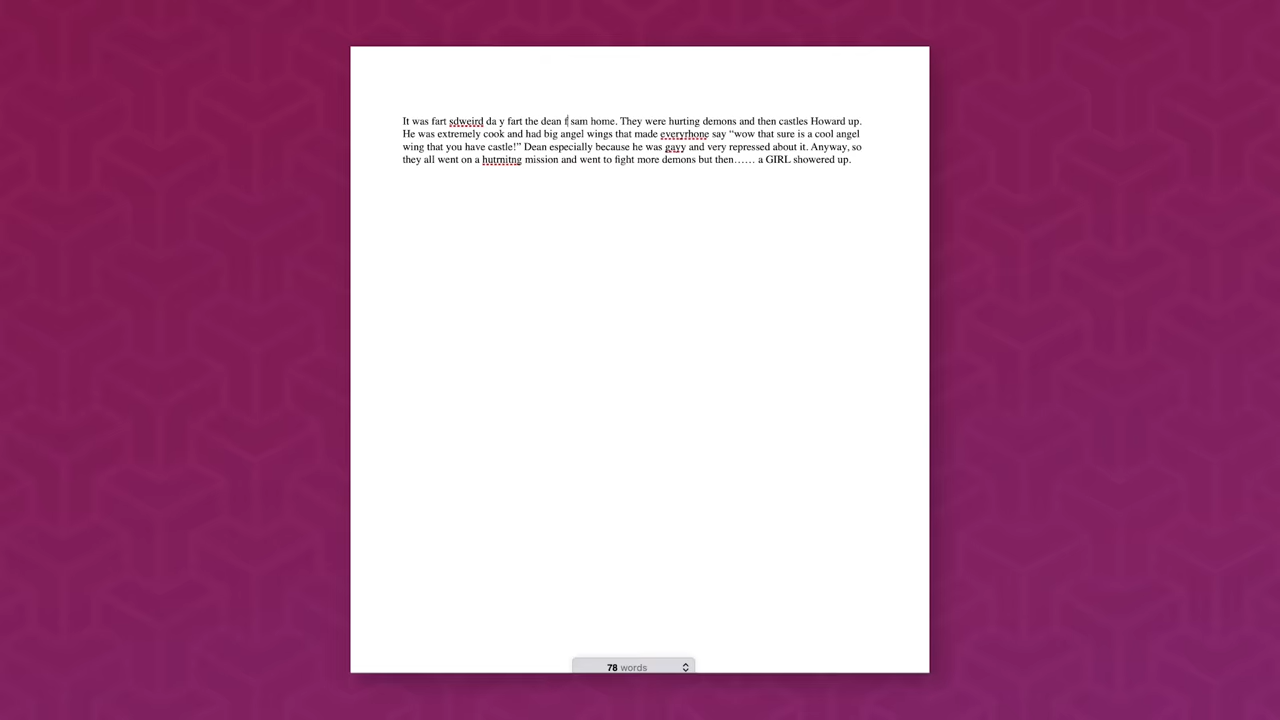 It was fart sdweird da y fart the dean f sam home. They were hurting demons and then castles Howard up.
He was extremely cook and had big angel wings that made everyrhone say “wow that sure is a cool angel
wing that you have castle!” Dean especially because he was gayy and very repressed about it. Anyway, so
they all went on a hutrnitng mission and went to fight more demons but then…… a GIRL showered up.
78 words